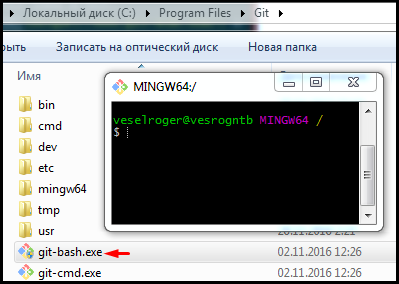 Локальный диск (C:) Program Files Git
Записать на оптический диск Новая папка
Имя
MINGW64:/
bin
cmd
veselroger@vesrogntb MINGW64 /
$
dev
etc
mingw64
tmp
usr
git-bash.exe 02.11.2016 12:26
git-cmd.exe 02.11.2016 12:26